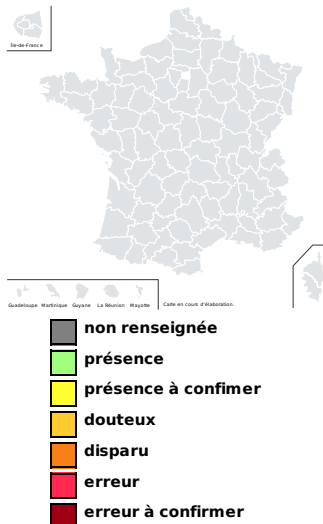 Île-de-France
Guadeloupe Martinique Guyane La Réunion Mayotte Carte en cours d'élaboration.
non renseignée
présence
présence à confimer
douteux
disparu
erreur
erreur à confirmer